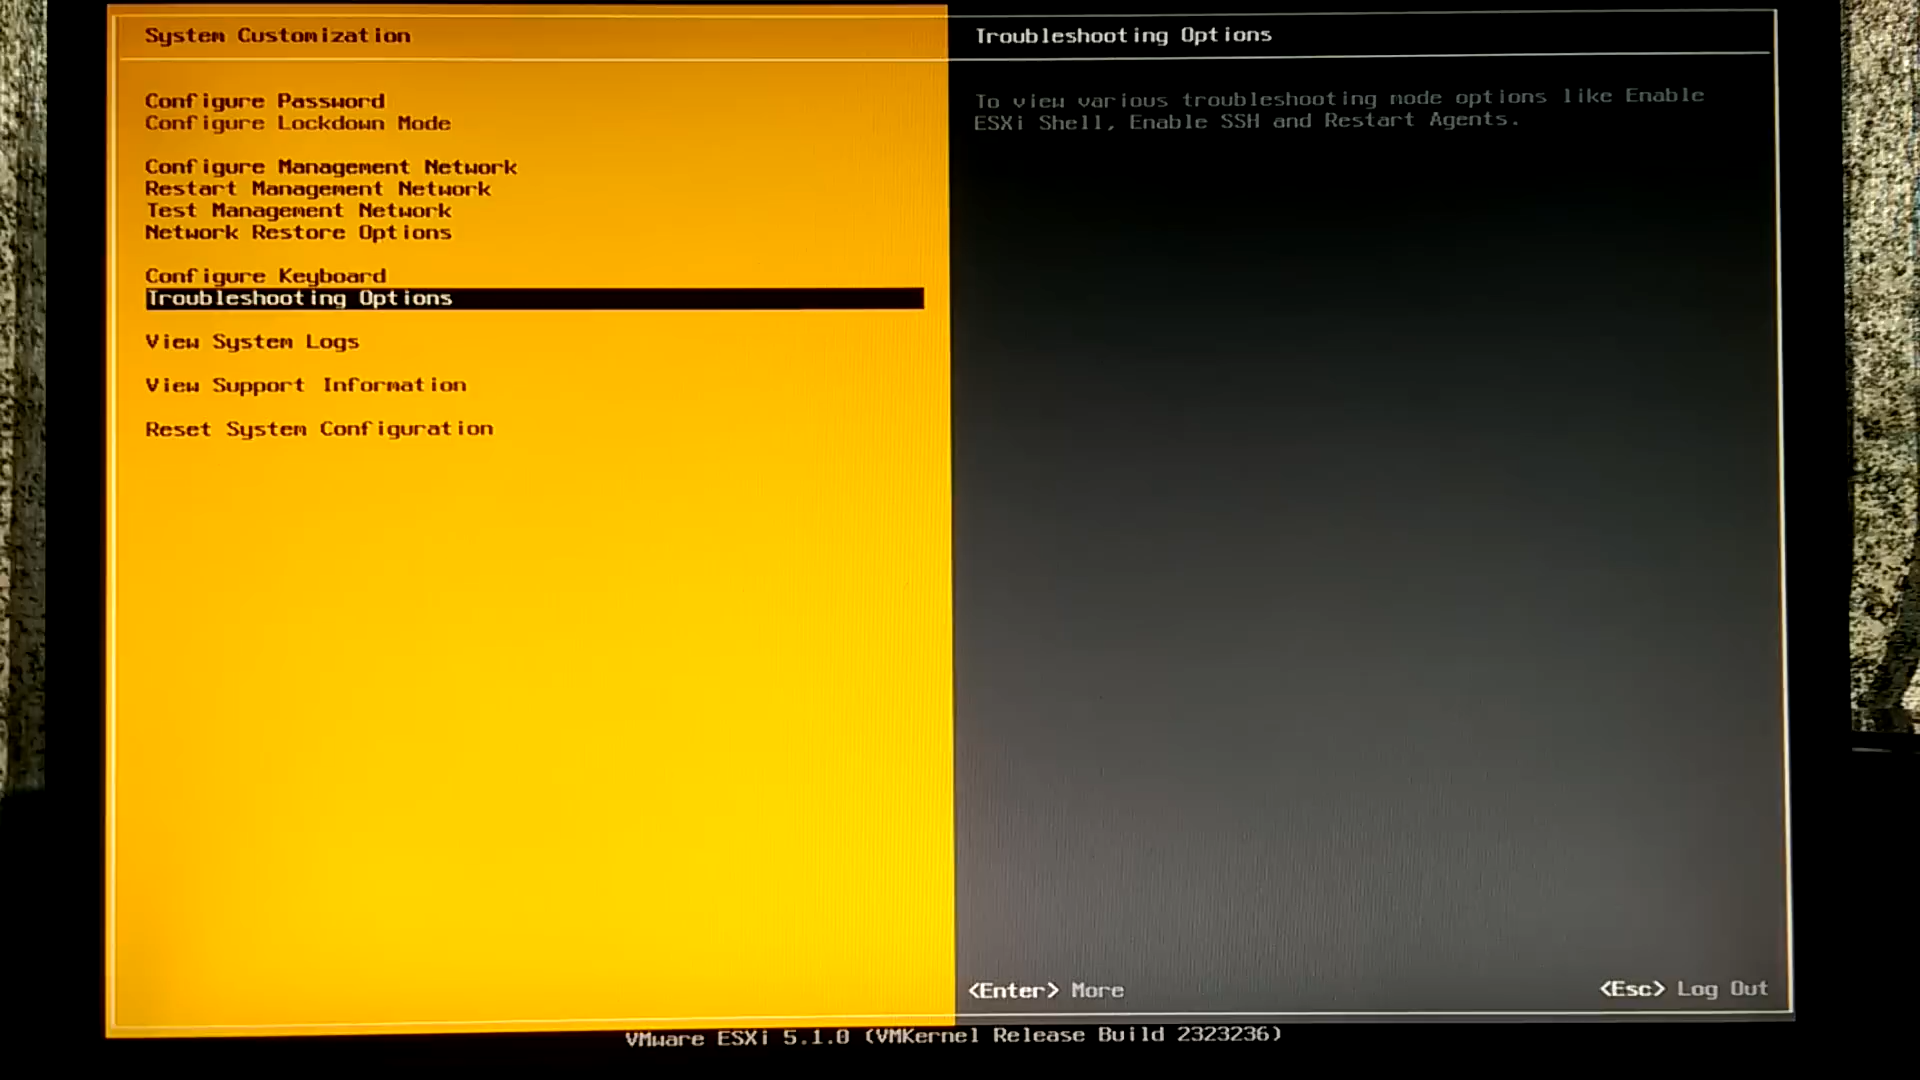 System Customization
Configure Password
Configure Lockdown Mode
Configure Management Network
Restart Management Network
Test Management Network
Network Restore Options
Configure Keyboard
Troubleshooting Options
View System Logs
View Support Information
Reset System Configuration
Troubleshooting Options
To view various troubleshooting mode options like Enable
ESXi Shell, Enable SSH and Restart Agents.
<Enter> More
<Esc> Log Out
VMware ESXi 5.1.0 (VMKernel Release Build 2323236)